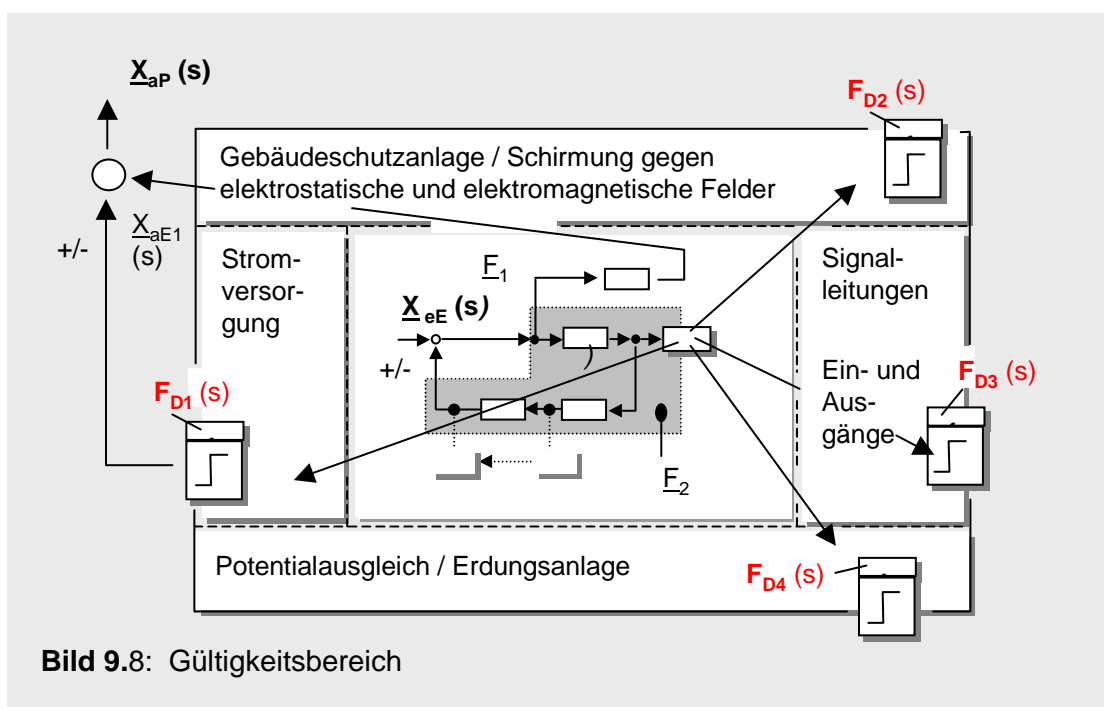 X_aP (s)
F_D2 (s)
Gebäudeschutzanlage / Schirmung gegen
elektrostatische und elektromagnetische Felder
+/-
X_aE1
(s)
Strom-
versor-
gung
F_1
X_eE (s)
+/-
Signal-
leitungen
Ein- und
Aus-
gänge
F_D1 (s)
F_D3 (s)
F_2
Potentialausgleich / Erdungsanlage
F_D4 (s)
Bild 9.8: Gültigkeitsbereich